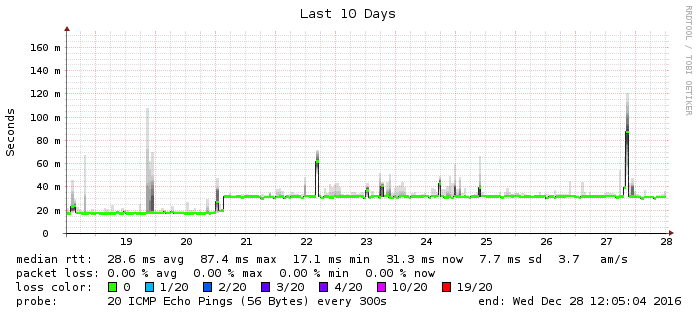 Last 10 Days
RRDTOOL / TOBI OETIKER
Seconds
160 m
140 m
120 m
100 m
80 m
60 m
40 m
20 m
0
19 20 21 22 23 24 25 26 27 28
median rtt: 28.6 ms avg 87.4 ms max 17.1 ms min 31.3 ms now 7.7 ms sd 3.7 am/s
packet loss: 0.00 % avg 0.00 % max 0.00 % min 0.00 % now
loss color: 0 1/20 2/20 3/20 4/20 10/20 19/20
probe: 20 ICMP Echo Pings (56 Bytes) every 300s end: Wed Dec 28 12:05:04 2016